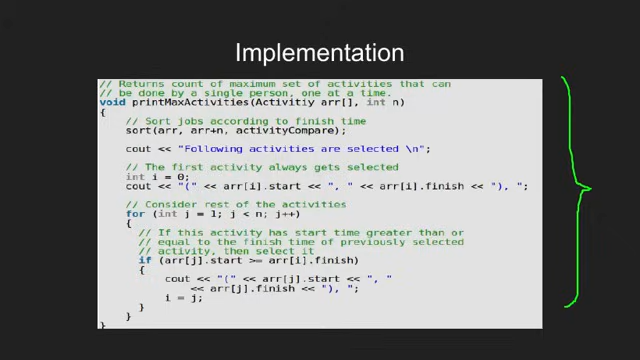 Implementation
// Returns count of maximum set of activities that can
// be done by a single person, one at a time.
void printMaxActivities(Activitiy arr[], int n)
{
// Sort jobs according to finish time
sort(arr, arr+n, activityCompare);
cout << "Following activities are selected \n";
// The first activity always gets selected
int i = 0;
cout << "(" << arr[i].start << ", " << arr[i].finish << "), ";
// Consider rest of the activities
for (int j = 1; j < n; j++)
{
// If this activity has start time greater than or
// equal to the finish time of previously selected
// activity, then select it
if (arr[j].start >= arr[i].finish)
{
cout << "(" << arr[j].start << ", "
<< arr[j].finish << "), ";
i = j;
}
}
}